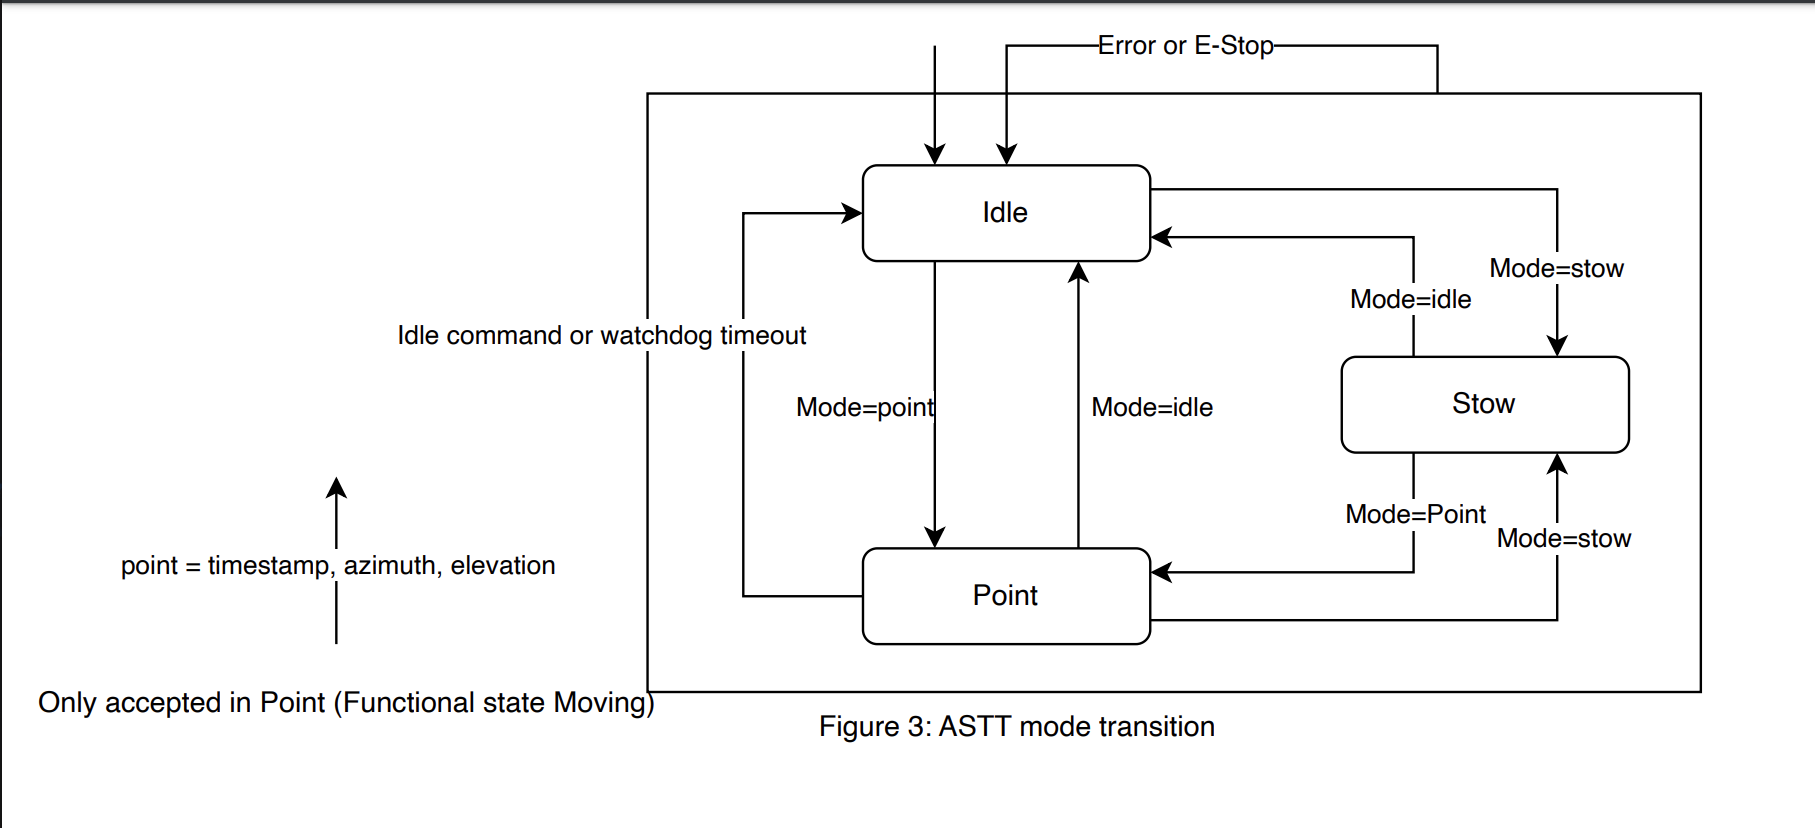 Error or E-Stop
Idle
Mode=stow
Mode=idle
Idle command or watchdog timeout
Mode=point
Mode=idle
Stow
Mode=Point
Mode=stow
point = timestamp, azimuth, elevation
Point
Only accepted in Point (Functional state Moving)
Figure 3: ASTT mode transition